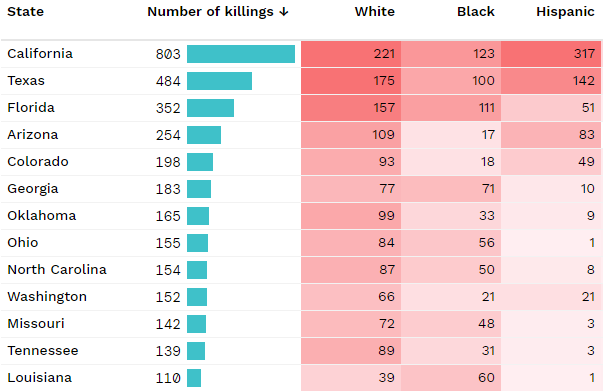 State Number of killings ↓ White Black Hispanic
California 803 221 123 317
Texas 484 175 100 142
Florida 352 157 111 51
Arizona 254 109 17 83
Colorado 198 93 18 49
Georgia 183 77 71 10
Oklahoma 165 99 33 9
Ohio 155 84 56 1
North Carolina 154 87 50 8
Washington 152 66 21 21
Missouri 142 72 48 3
Tennessee 139 89 31 3
Louisiana 110 39 60 1